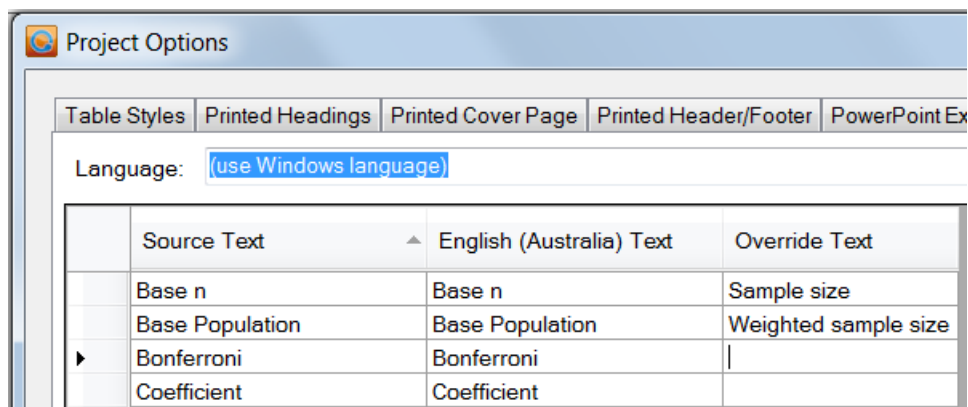 Project Options
Table Styles Printed Headings Printed Cover Page Printed Header/Footer PowerPoint Ex
Language: (use Windows language)
Source Text English (Australia) Text Override Text
Base n Base n Sample size
Base Population Base Population Weighted sample size
Bonferroni Bonferroni
Coefficient Coefficient